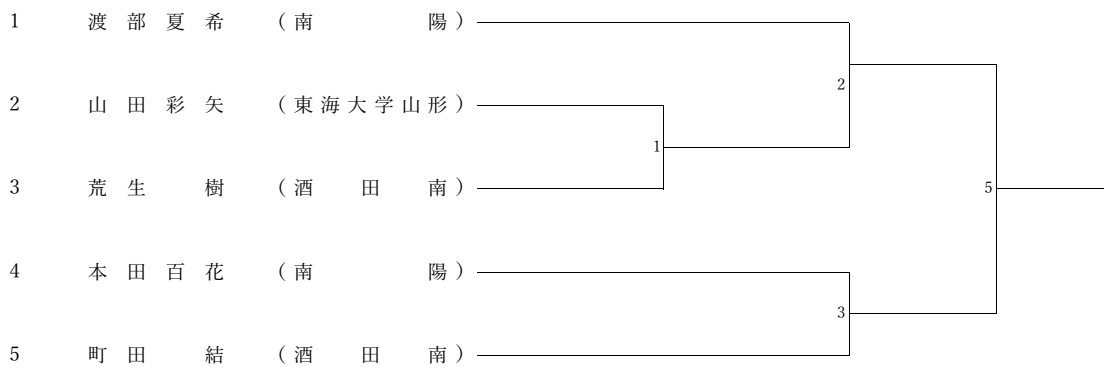 1 渡部夏希 (南陽)
2
2 山田彩矢 (東海大学山形)
1
3 荒生樹 (酒田南)
5
4 本田百花 (南陽)
3
5 町田結 (酒田南)